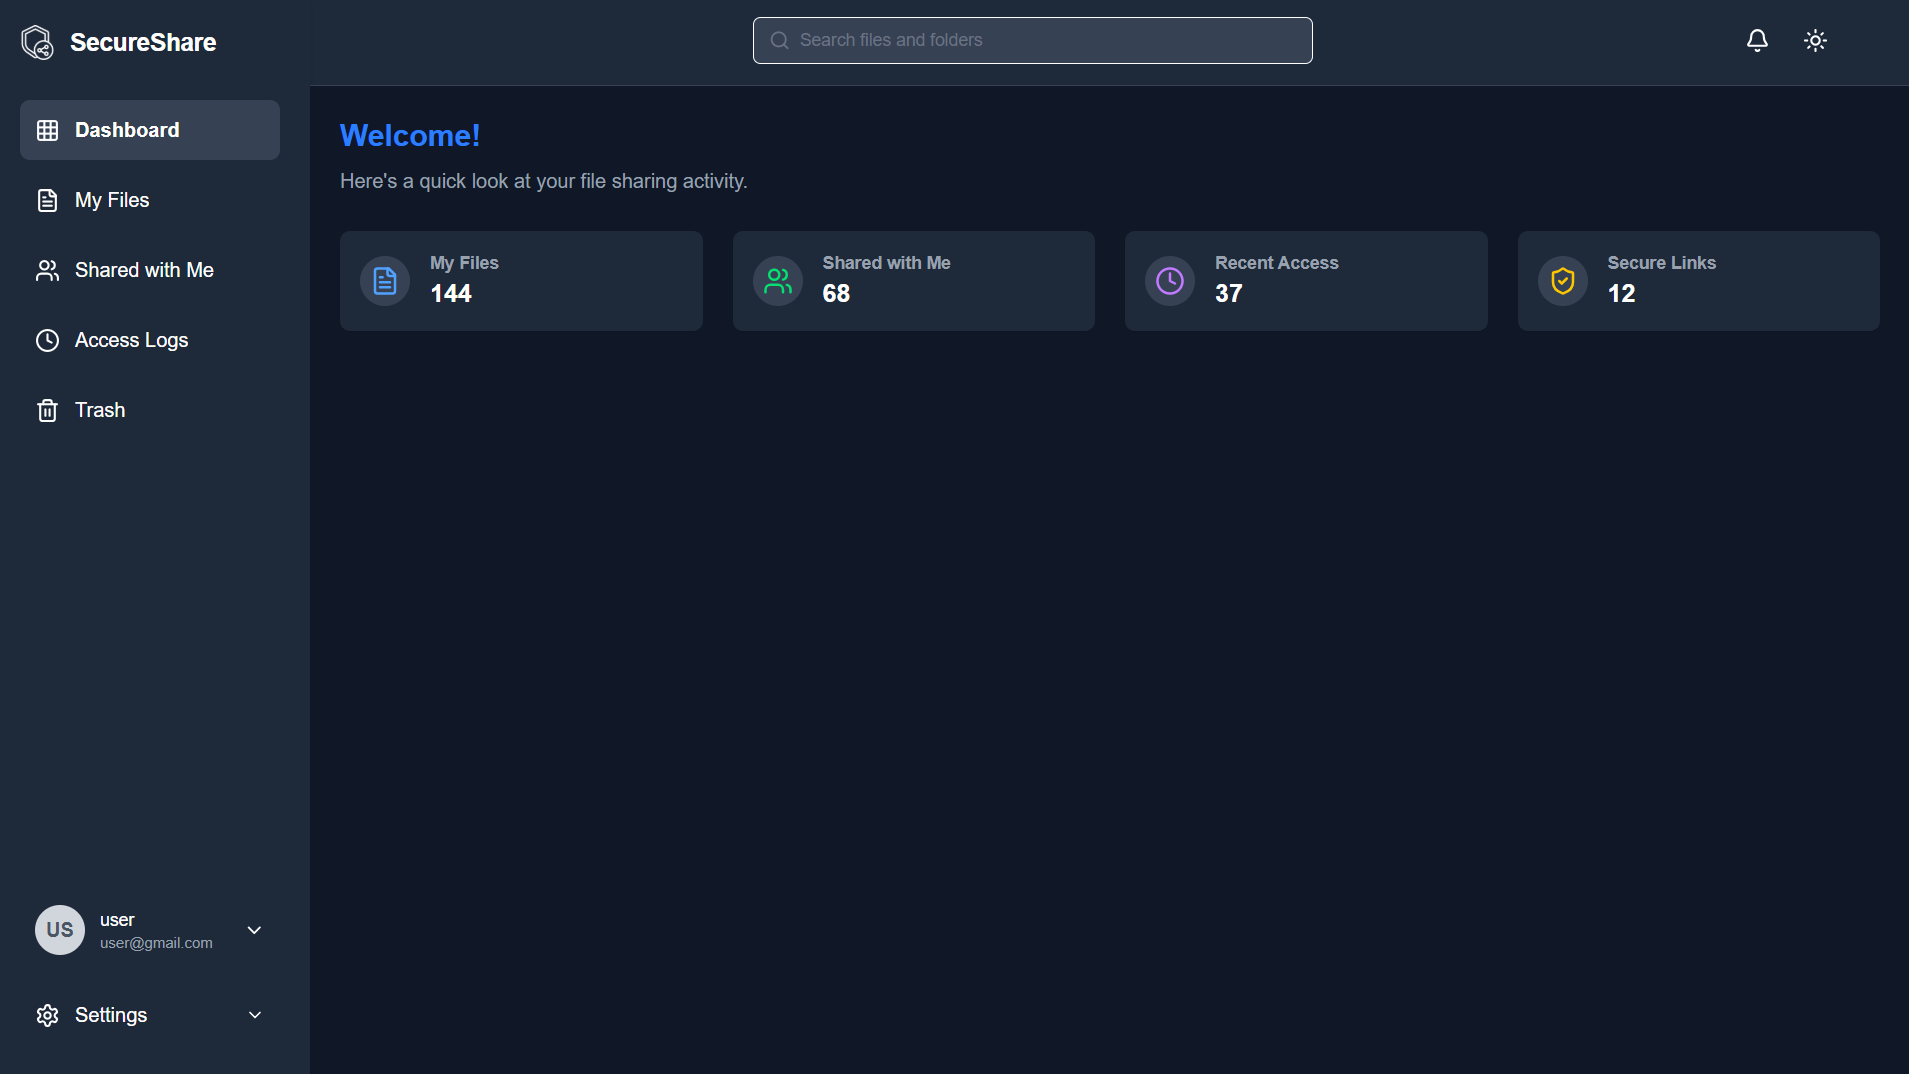 SecureShare
Search files and folders
Dashboard
My Files
Shared with Me
Access Logs
Trash
US
user
user@gmail.com
Settings
Welcome!
Here's a quick look at your file sharing activity.
My Files
144
Shared with Me
68
Recent Access
37
Secure Links
12